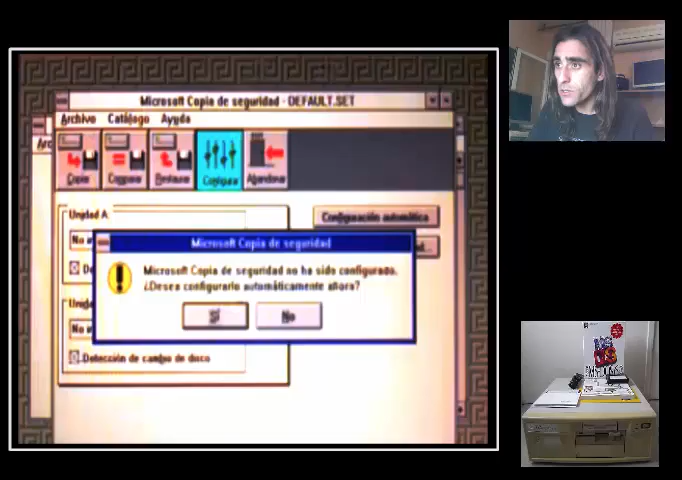 Microsoft Copia de seguridad - DEFAULT.SET
Archivo Catálogo Ayuda
Copiar Comparar Restaurar Configurar Abandonar
Unidad A
Configuración automática
Microsoft Copia de seguridad
Microsoft Copia de seguridad no ha sido configurado.
¿Desea configurarlo automáticamente ahora?
Sí No
Detección de cambio de disco